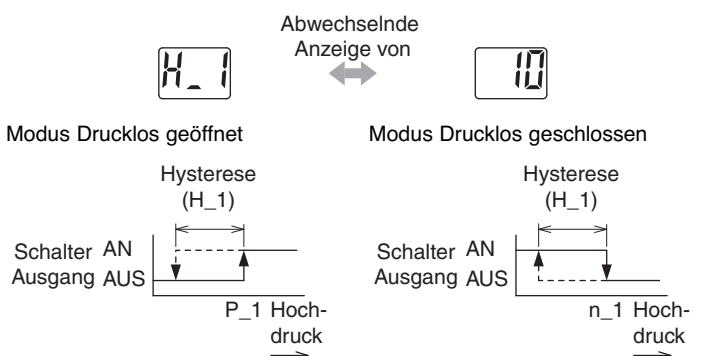 Abwechselnde
Anzeige von
H_1
10
Modus Drucklos geöffnet
Modus Drucklos geschlossen
Hysterese
(H_1)
Schalter AN
Ausgang AUS
P_1 Hoch-
druck
Hysterese
(H_1)
Schalter AN
Ausgang AUS
n_1 Hoch-
druck